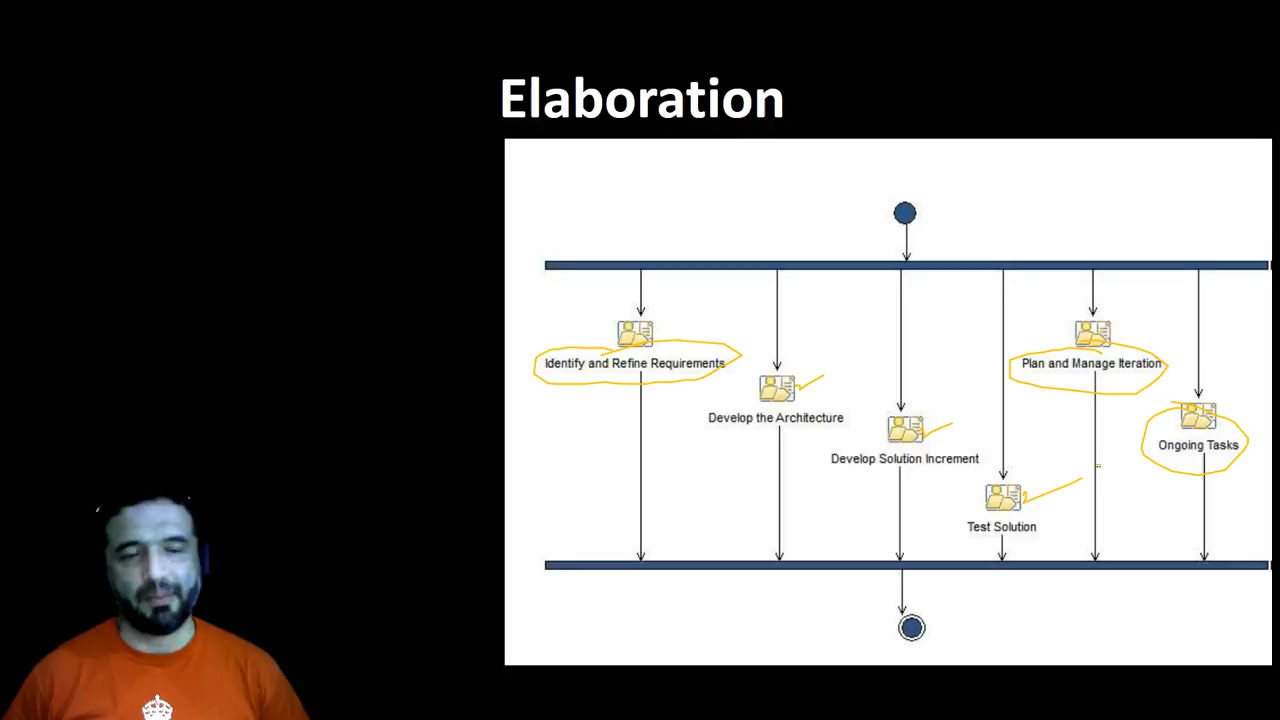 Elaboration
Identify and Refine Requirements
Plan and Manage Iteration
Develop the Architecture
Ongoing Tasks
Develop Solution Increment
Test Solution